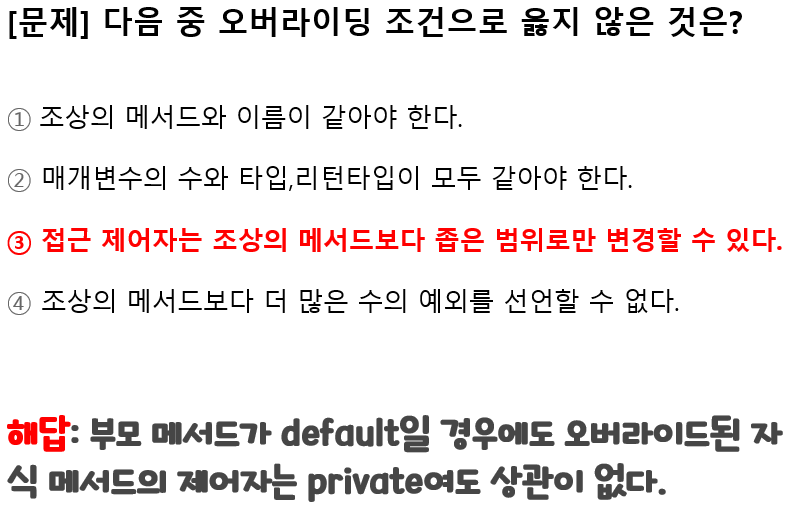 [문제] 다음 중 오버라이딩 조건으로 옳지 않은 것은?
① 조상의 메서드와 이름이 같아야 한다.
② 매개변수의 수와 타입,리턴타입이 모두 같아야 한다.
③ 접근 제어자는 조상의 메서드보다 좁은 범위로만 변경할 수 있다.
④ 조상의 메서드보다 더 많은 수의 예외를 선언할 수 없다.
해답: 부모 메서드가 default일 경우에도 오버라이드된 자
식 메서드의 제어자는 private여도 상관이 없다.